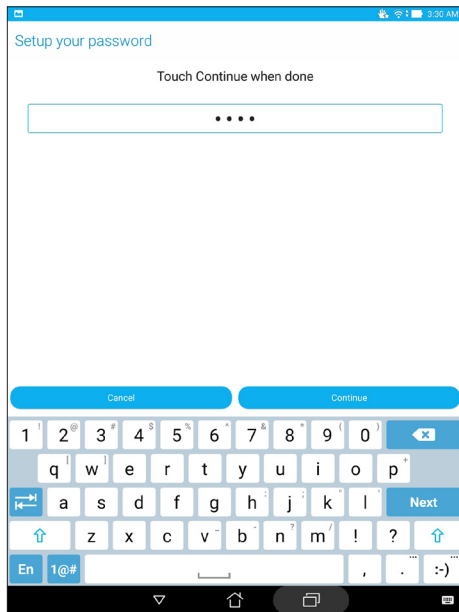 3:30 AM
Setup your password
Touch Continue when done
••••
Cancel
Continue
1 ! 2 @ 3 # 4 $ 5 % 6 ^ 7 & 8 * 9 ( 0 )
q [ w ] e r t y u i o p +
a s d f g h : j ; k " l ' Next
z x c v - b - n ? m / ! ?
En 1@# , . ... :-) ...